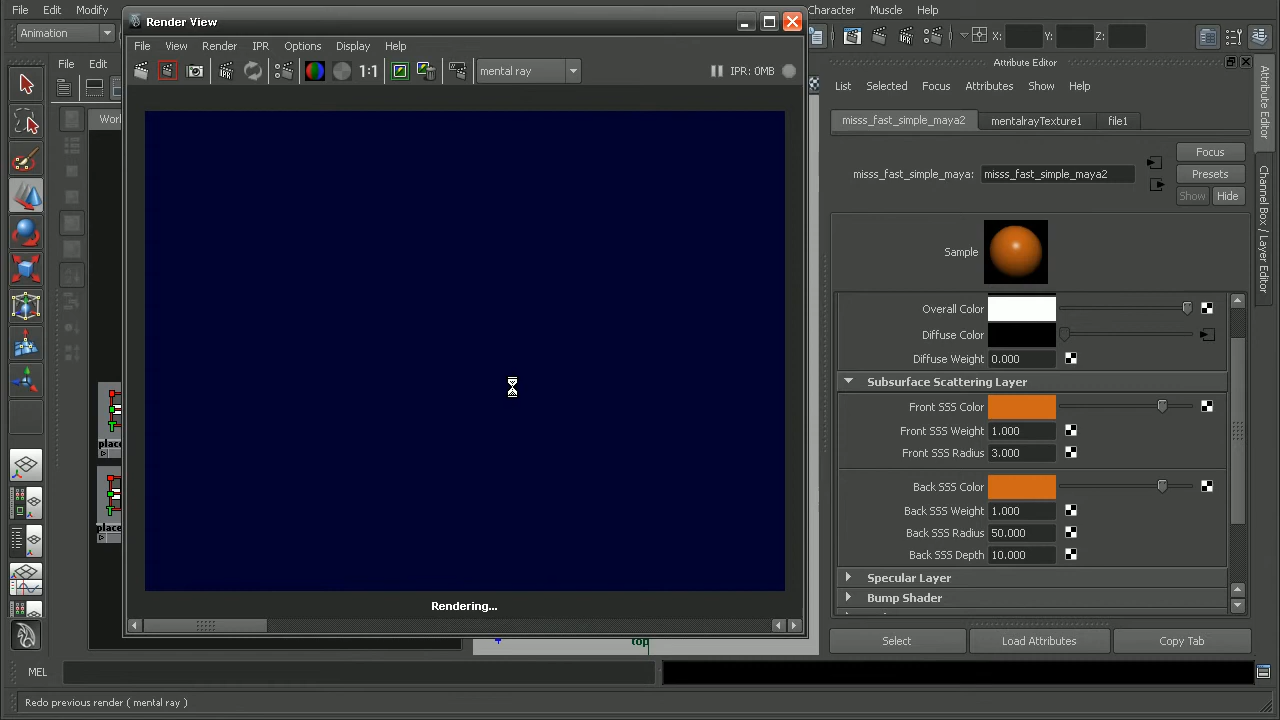 File Edit Modify
Character Muscle Help
Render View
Animation
X: Y: Z:
File Edit
File View Render IPR Options Display Help
1:1 mental ray IPR: 0MB
Attribute Editor
List Selected Focus Attributes Show Help
Attribute Editor
Channel Box / Layer Editor
misss_fast_simple_maya2 mentalrayTexture1 file1
Focus
misss_fast_simple_maya: misss_fast_simple_maya2 Presets
Show Hide
Sample
Overall Color
Diffuse Color
Diffuse Weight 0.000
Subsurface Scattering Layer
Front SSS Color
Front SSS Weight 1.000
Front SSS Radius 3.000
Back SSS Color
Back SSS Weight 1.000
Back SSS Radius 50.000
Back SSS Depth 10.000
Specular Layer
Bump Shader
Wor
place
place
Rendering...
top
Select Load Attributes Copy Tab
MEL
Redo previous render ( mental ray )